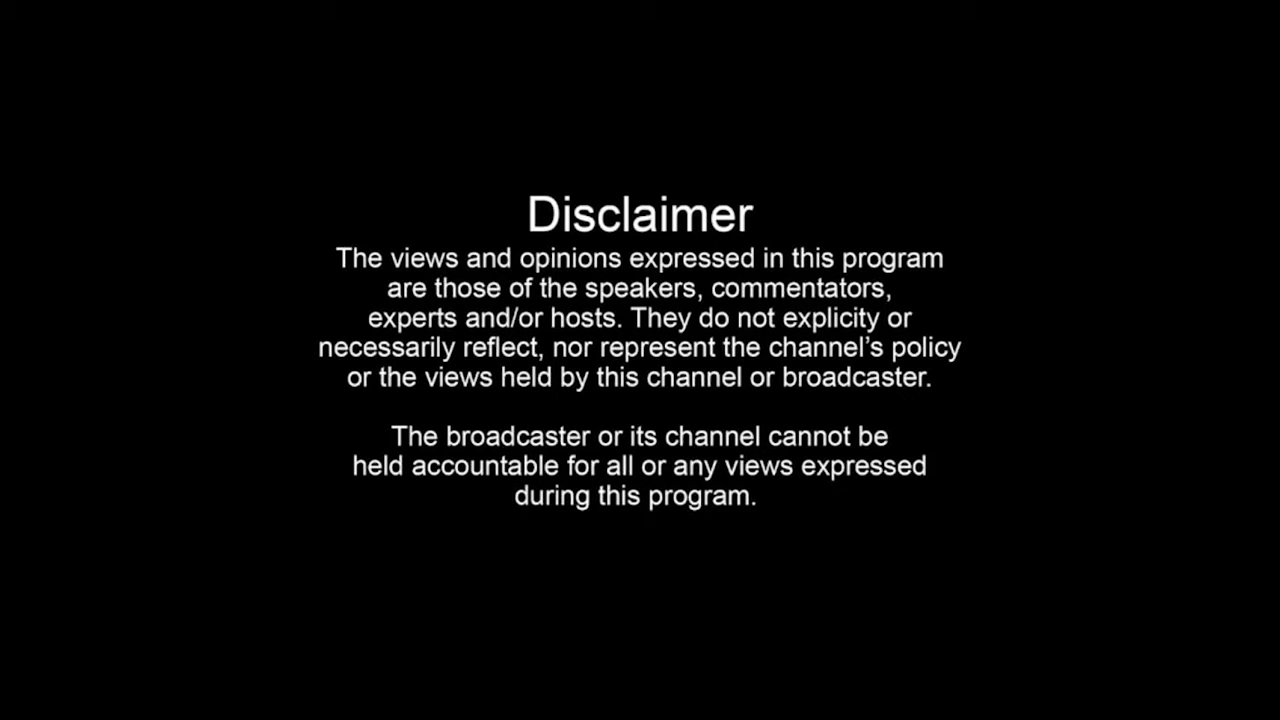 Disclaimer
The views and opinions expressed in this program
are those of the speakers, commentators,
experts and/or hosts. They do not explicity or
necessarily reflect, nor represent the channel’s policy
or the views held by this channel or broadcaster.
The broadcaster or its channel cannot be
held accountable for all or any views expressed
during this program.